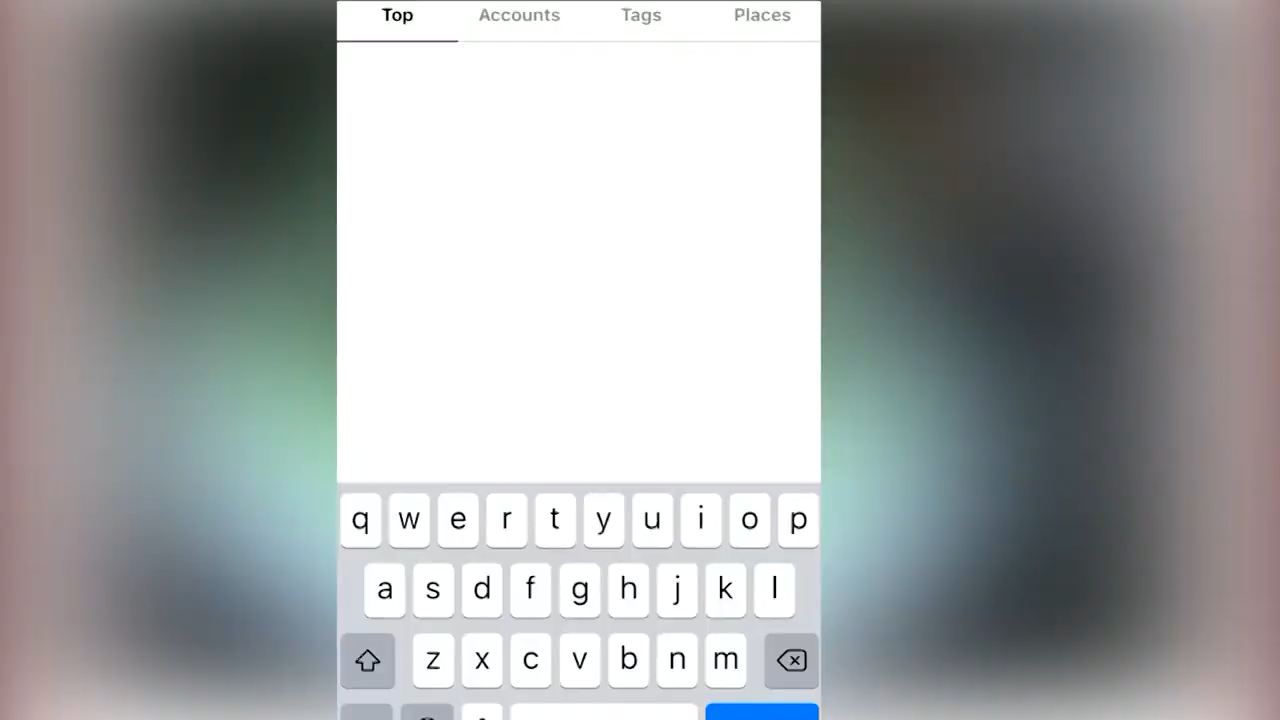 Top Accounts Tags Places
q w e r t y u i o p
a s d f g h j k l
z x c v b n m